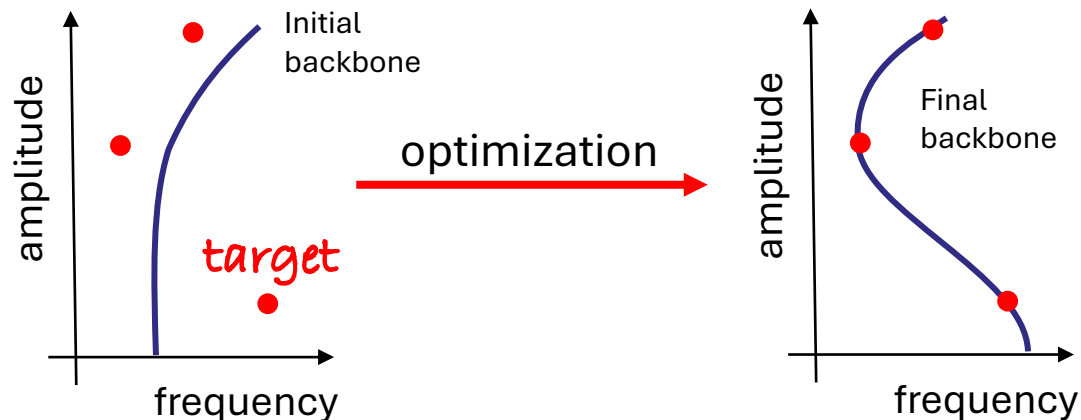 Initial
backbone
amplitude
target
frequency
optimization
Final
backbone
amplitude
frequency